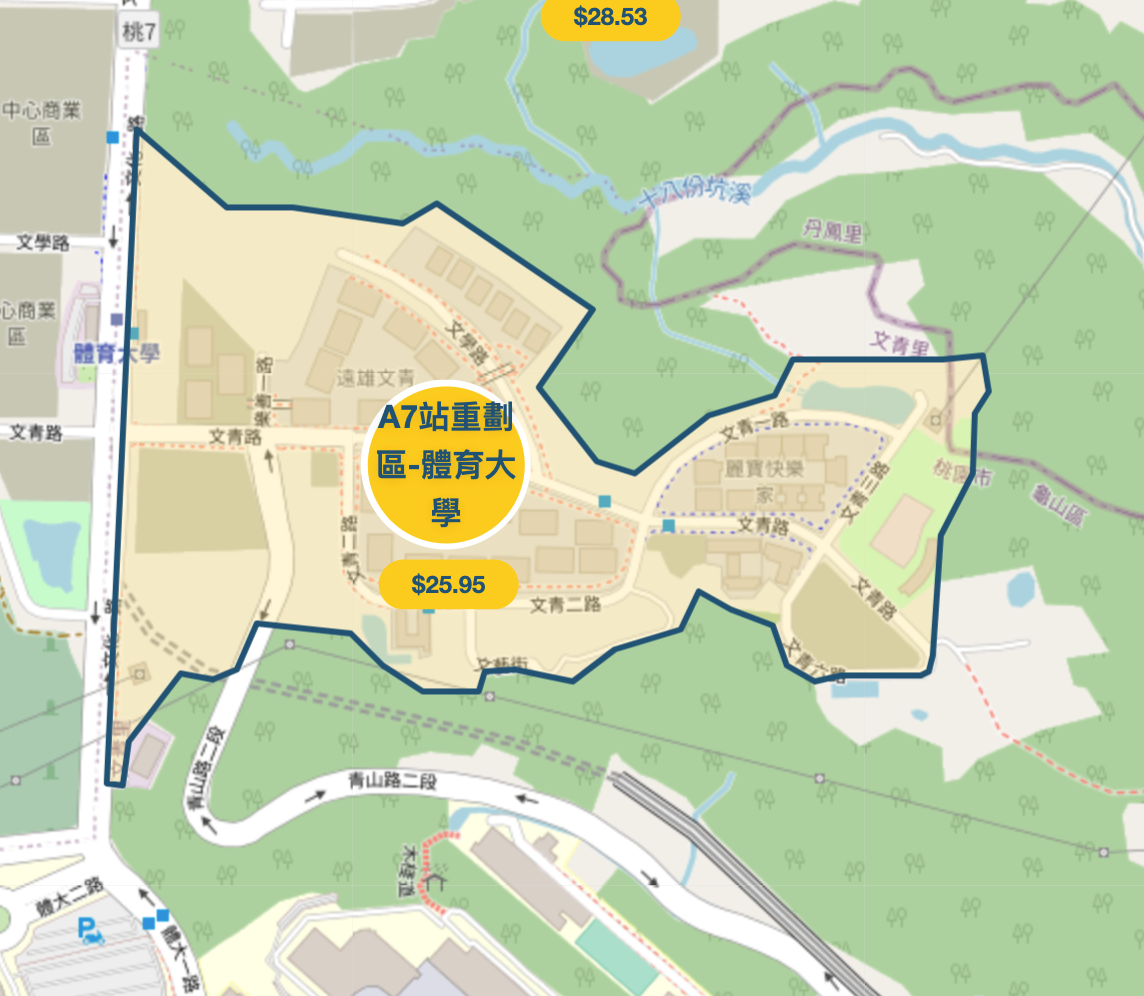 $28.53
桃7
中心商業
區
十八份坑溪
丹鳳里
文學路
心商業
區
體育大學
文學路
文青里
遠雄文青
文青路
文青路
A7站重劃
區-體育大
學
文青一路
麗寶快樂
家
文青三路
桃園市
龜山區
文青路
文青二路
$25.95
文青二路
文青路
文藝街
文青六路
青山路二段
青山路二段
木棧道
體大二路
P
體大一路